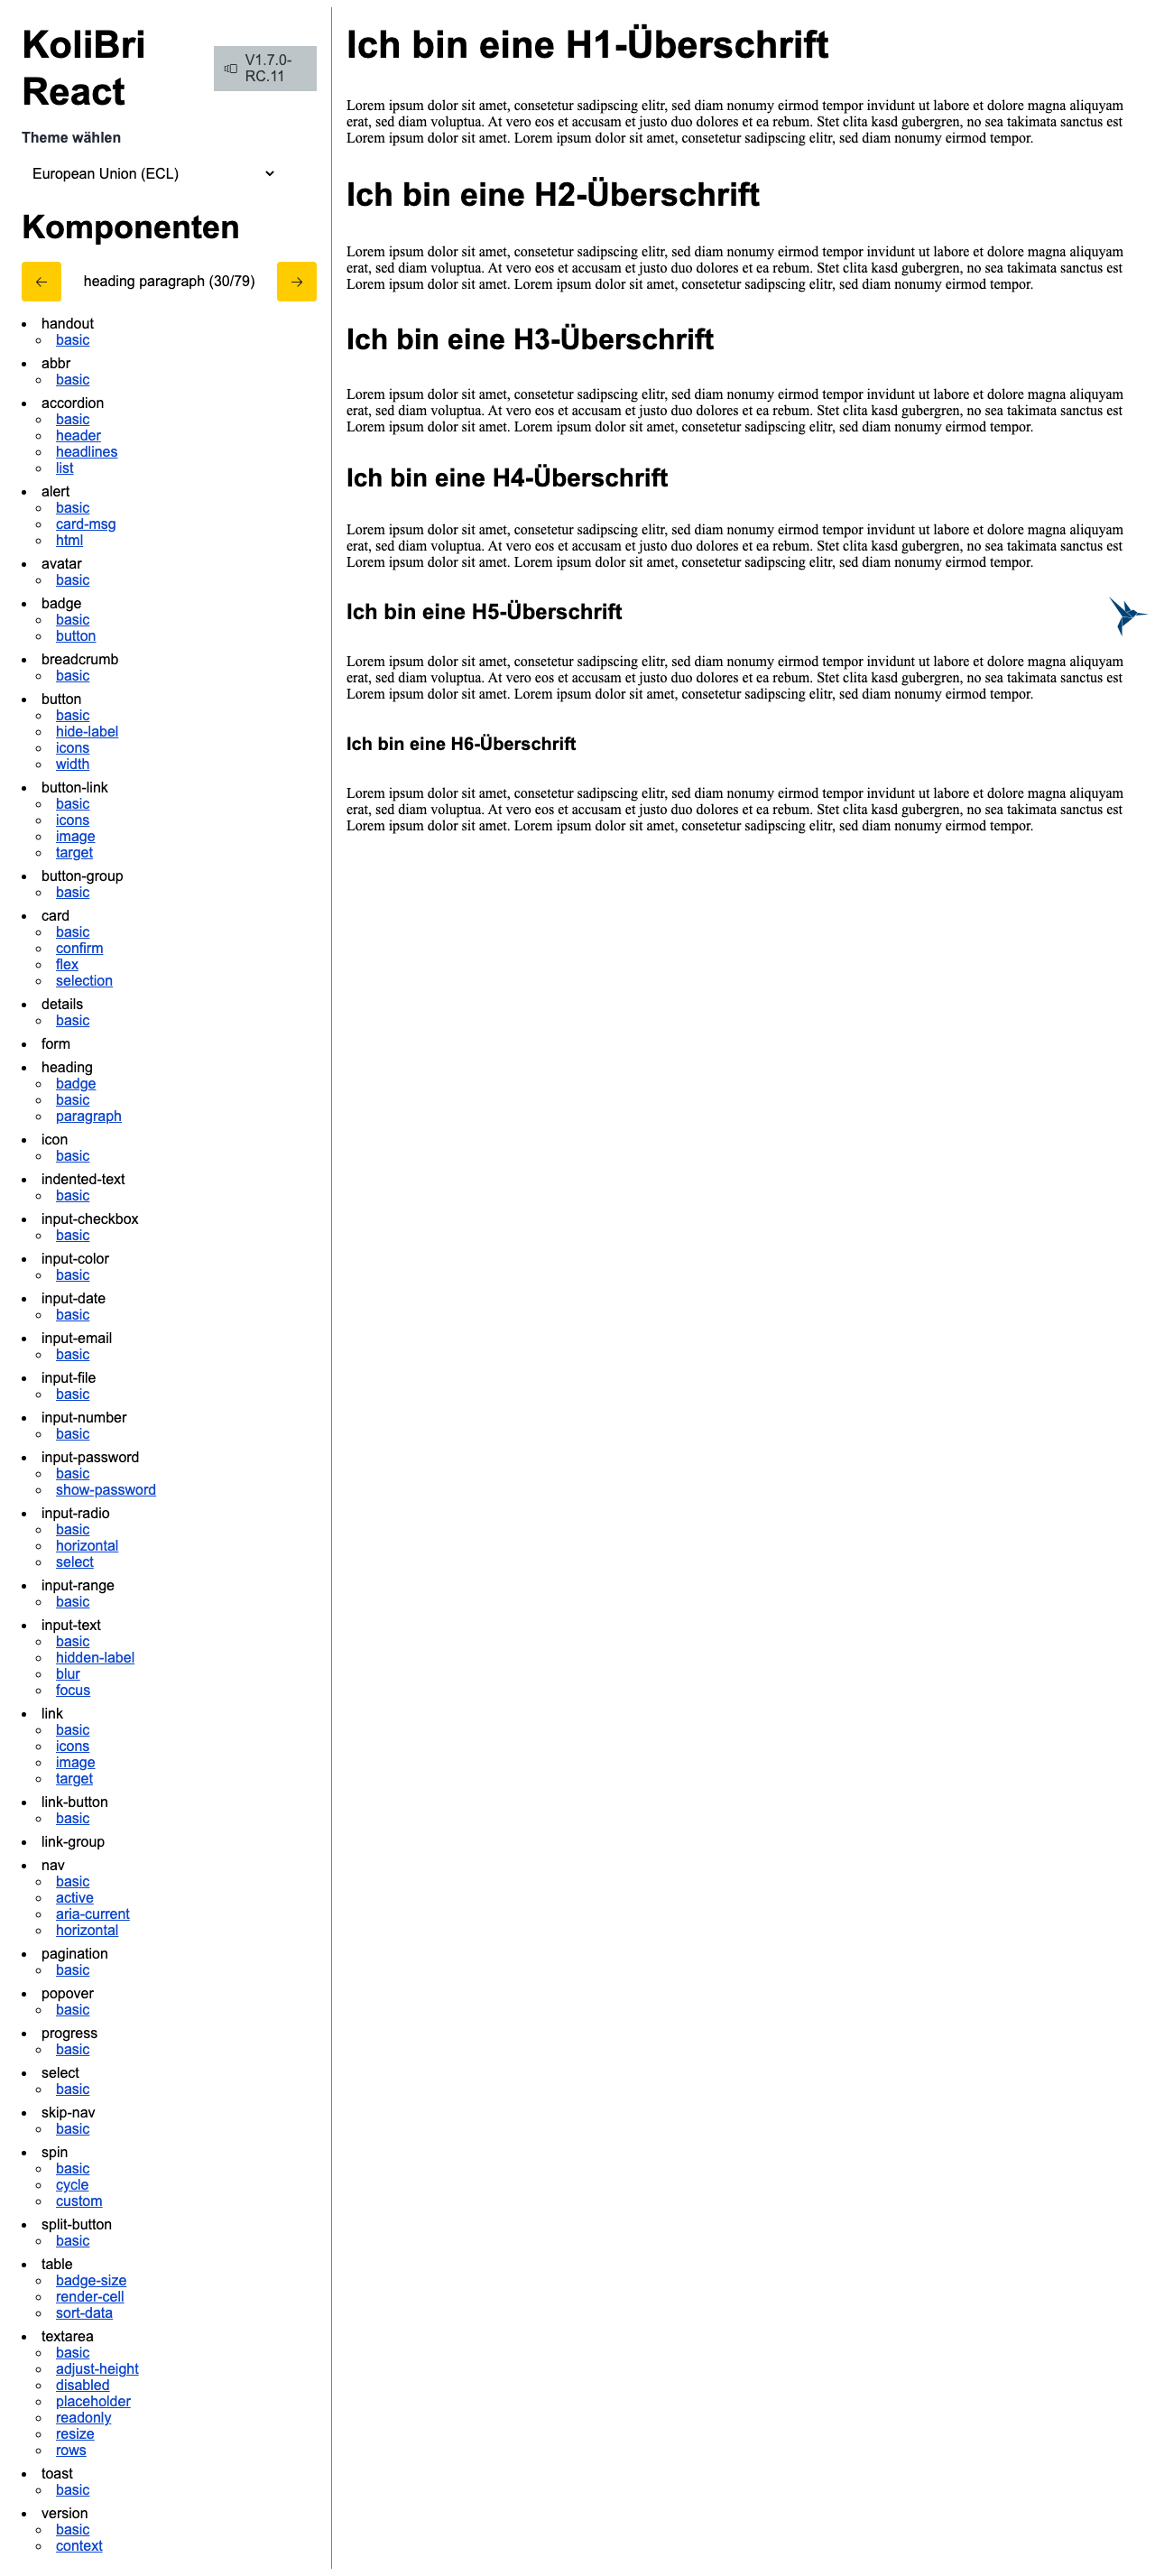 KoliBri
React
V1.7.0-
RC.11
Theme wählen
European Union (ECL)
Komponenten
heading paragraph (30/79)
handout
basic
abbr
basic
accordion
basic
header
headlines
list
alert
basic
card-msg
html
avatar
basic
badge
basic
button
breadcrumb
basic
button
basic
hide-label
icons
width
button-link
basic
icons
image
target
button-group
basic
card
basic
confirm
flex
selection
details
basic
form
heading
badge
basic
paragraph
icon
basic
indented-text
basic
input-checkbox
basic
input-color
basic
input-date
basic
input-email
basic
input-file
basic
input-number
basic
input-password
basic
show-password
input-radio
basic
horizontal
select
input-range
basic
input-text
basic
hidden-label
blur
focus
link
basic
icons
image
target
link-button
basic
link-group
nav
basic
active
aria-current
horizontal
pagination
basic
popover
basic
progress
basic
select
basic
skip-nav
basic
spin
basic
cycle
custom
split-button
basic
table
badge-size
render-cell
sort-data
textarea
basic
adjust-height
disabled
placeholder
readonly
resize
rows
toast
basic
version
basic
context
Ich bin eine H1-Überschrift
Lorem ipsum dolor sit amet, consetetur sadipscing elitr, sed diam nonumy eirmod tempor invidunt ut labore et dolore magna aliquyam
erat, sed diam voluptua. At vero eos et accusam et justo duo dolores et ea rebum. Stet clita kasd gubergren, no sea takimata sanctus est
Lorem ipsum dolor sit amet. Lorem ipsum dolor sit amet, consetetur sadipscing elitr, sed diam nonumy eirmod tempor.
Ich bin eine H2-Überschrift
Lorem ipsum dolor sit amet, consetetur sadipscing elitr, sed diam nonumy eirmod tempor invidunt ut labore et dolore magna aliquyam
erat, sed diam voluptua. At vero eos et accusam et justo duo dolores et ea rebum. Stet clita kasd gubergren, no sea takimata sanctus est
Lorem ipsum dolor sit amet. Lorem ipsum dolor sit amet, consetetur sadipscing elitr, sed diam nonumy eirmod tempor.
Ich bin eine H3-Überschrift
Lorem ipsum dolor sit amet, consetetur sadipscing elitr, sed diam nonumy eirmod tempor invidunt ut labore et dolore magna aliquyam
erat, sed diam voluptua. At vero eos et accusam et justo duo dolores et ea rebum. Stet clita kasd gubergren, no sea takimata sanctus est
Lorem ipsum dolor sit amet. Lorem ipsum dolor sit amet, consetetur sadipscing elitr, sed diam nonumy eirmod tempor.
Ich bin eine H4-Überschrift
Lorem ipsum dolor sit amet, consetetur sadipscing elitr, sed diam nonumy eirmod tempor invidunt ut labore et dolore magna aliquyam
erat, sed diam voluptua. At vero eos et accusam et justo duo dolores et ea rebum. Stet clita kasd gubergren, no sea takimata sanctus est
Lorem ipsum dolor sit amet. Lorem ipsum dolor sit amet, consetetur sadipscing elitr, sed diam nonumy eirmod tempor.
Ich bin eine H5-Überschrift
Lorem ipsum dolor sit amet, consetetur sadipscing elitr, sed diam nonumy eirmod tempor invidunt ut labore et dolore magna aliquyam
erat, sed diam voluptua. At vero eos et accusam et justo duo dolores et ea rebum. Stet clita kasd gubergren, no sea takimata sanctus est
Lorem ipsum dolor sit amet. Lorem ipsum dolor sit amet, consetetur sadipscing elitr, sed diam nonumy eirmod tempor.
Ich bin eine H6-Überschrift
Lorem ipsum dolor sit amet, consetetur sadipscing elitr, sed diam nonumy eirmod tempor invidunt ut labore et dolore magna aliquyam
erat, sed diam voluptua. At vero eos et accusam et justo duo dolores et ea rebum. Stet clita kasd gubergren, no sea takimata sanctus est
Lorem ipsum dolor sit amet. Lorem ipsum dolor sit amet, consetetur sadipscing elitr, sed diam nonumy eirmod tempor.